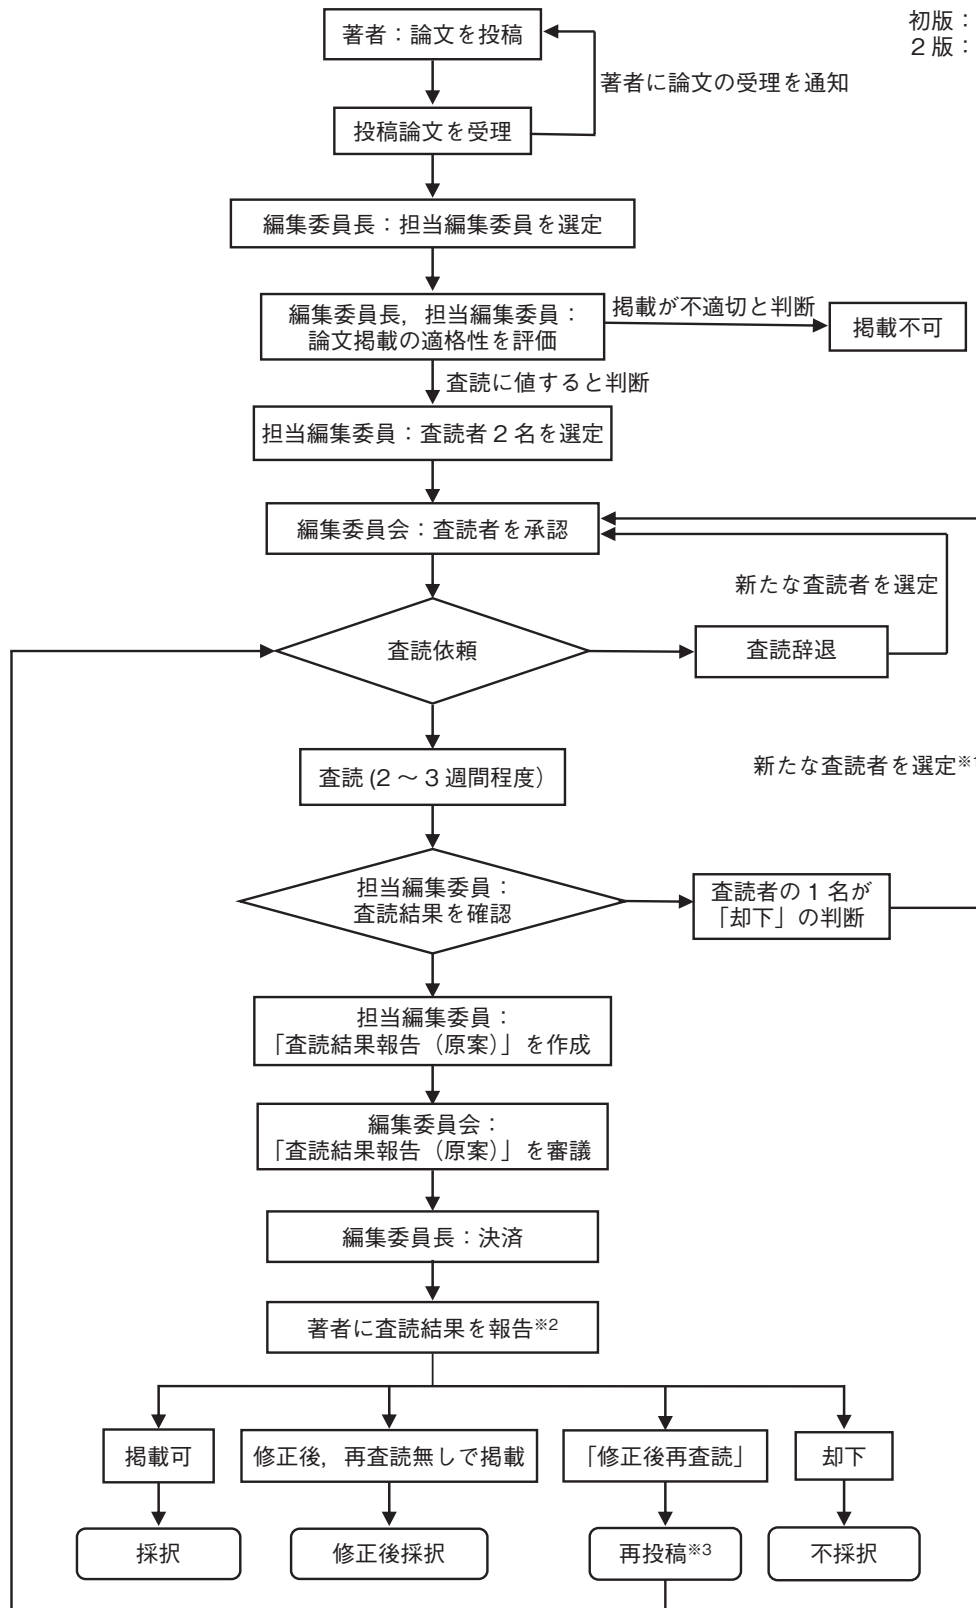 初版：
2 版：
著者：論文を投稿
著者に論文の受理を通知
投稿論文を受理
編集委員長：担当編集委員を選定
編集委員長，担当編集委員：
論文掲載の適格性を評価
掲載が不適切と判断
掲載不可
査読に値すると判断
担当編集委員：査読者 2 名を選定
編集委員会：査読者を承認
新たな査読者を選定
査読依頼
査読辞退
査読 (2 ～ 3 週間程度）
新たな査読者を選定※1
担当編集委員：
査読結果を確認
査読者の 1 名が
「却下」の判断
担当編集委員：
「査読結果報告（原案）」を作成
編集委員会：
「査読結果報告（原案）」を審議
編集委員長：決済
著者に査読結果を報告※2
掲載可
修正後，再査読無しで掲載
「修正後再査読」
却下
採択
修正後採択
再投稿※3
不採択